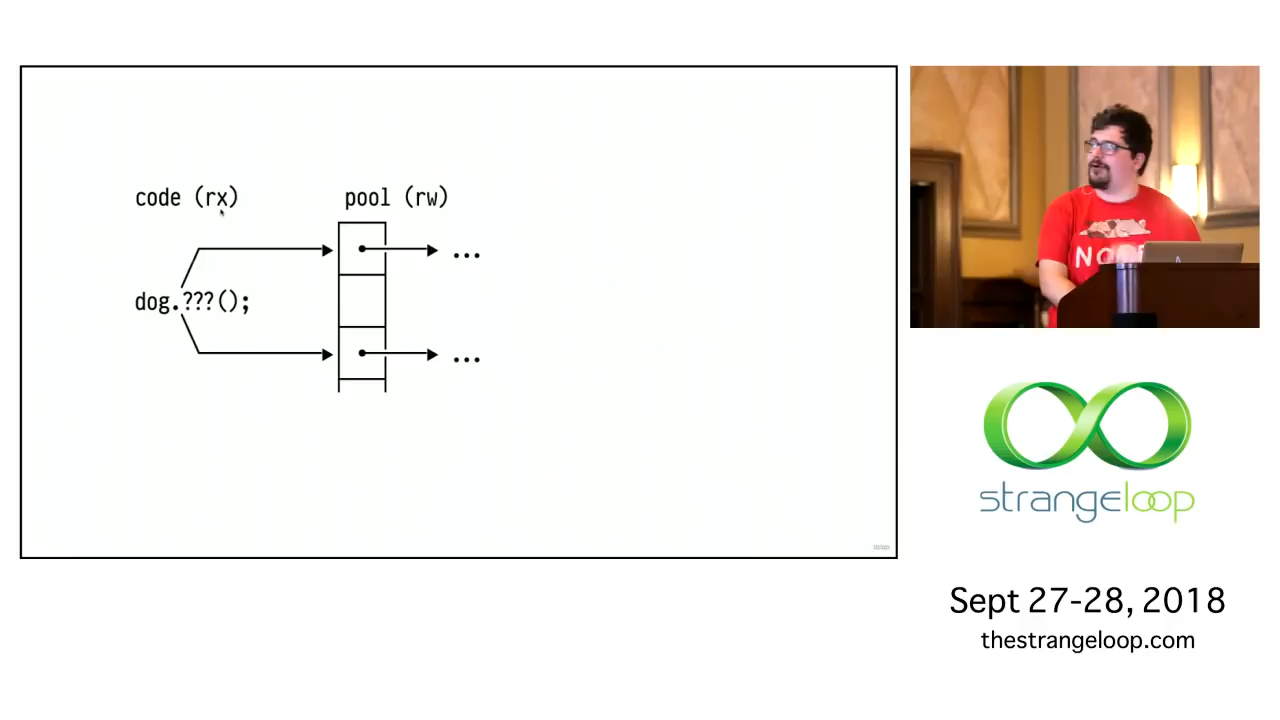 code (rx)
pool (rw)
...
dog.???();
...
strangeloop
Sept 27-28, 2018
thestrangeloop.com